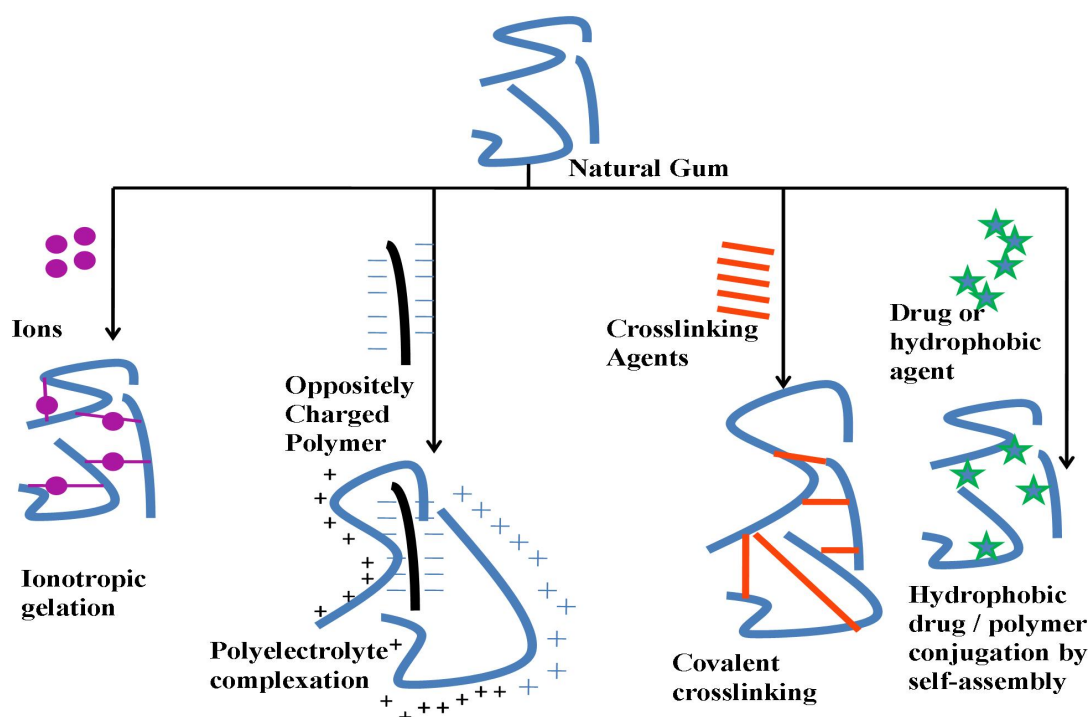 Natural Gum
Ions
Oppositely
Charged
Polymer
Crosslinking
Agents
Drug or
hydrophobic
agent
Ionotropic
gelation
Polyelectrolyte
complexation
Covalent
crosslinking
Hydrophobic
drug / polymer
conjugation by
self-assembly